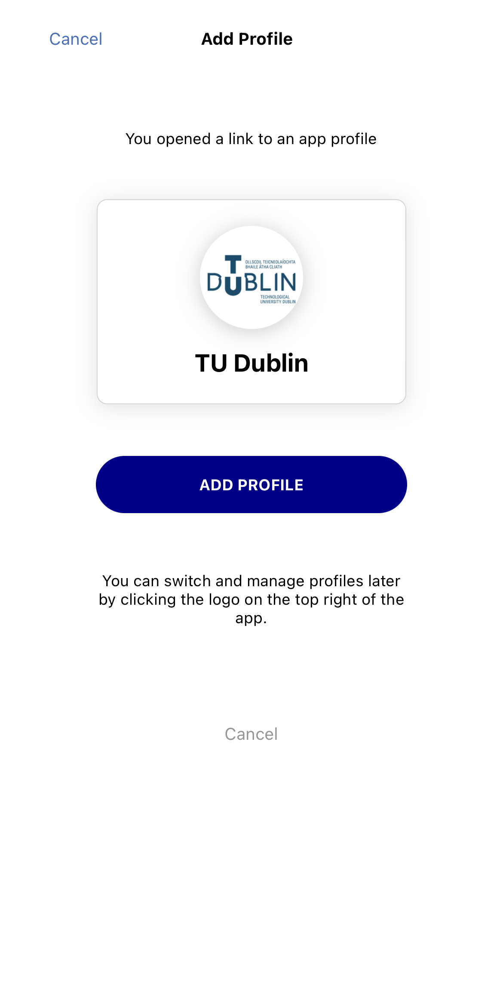 Cancel
Add Profile
You opened a link to an app profile
T
OLLSCOIL TEICNEOLAÍOCHTA
BHAILE ÁTHA CLIATH
DUBLIN
TECHNOLOGICAL
UNIVERSITY DUBLIN
TU Dublin
ADD PROFILE
You can switch and manage profiles later
by clicking the logo on the top right of the
app.
Cancel